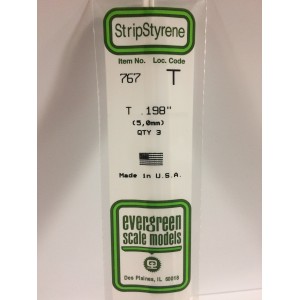 StripStyrene
Item No. Loc. Code
767 T
T .198"
(5,0mm)
QTY 3
Made in U.S.A.
evergreen
scale models
Des Plaines, IL 60018